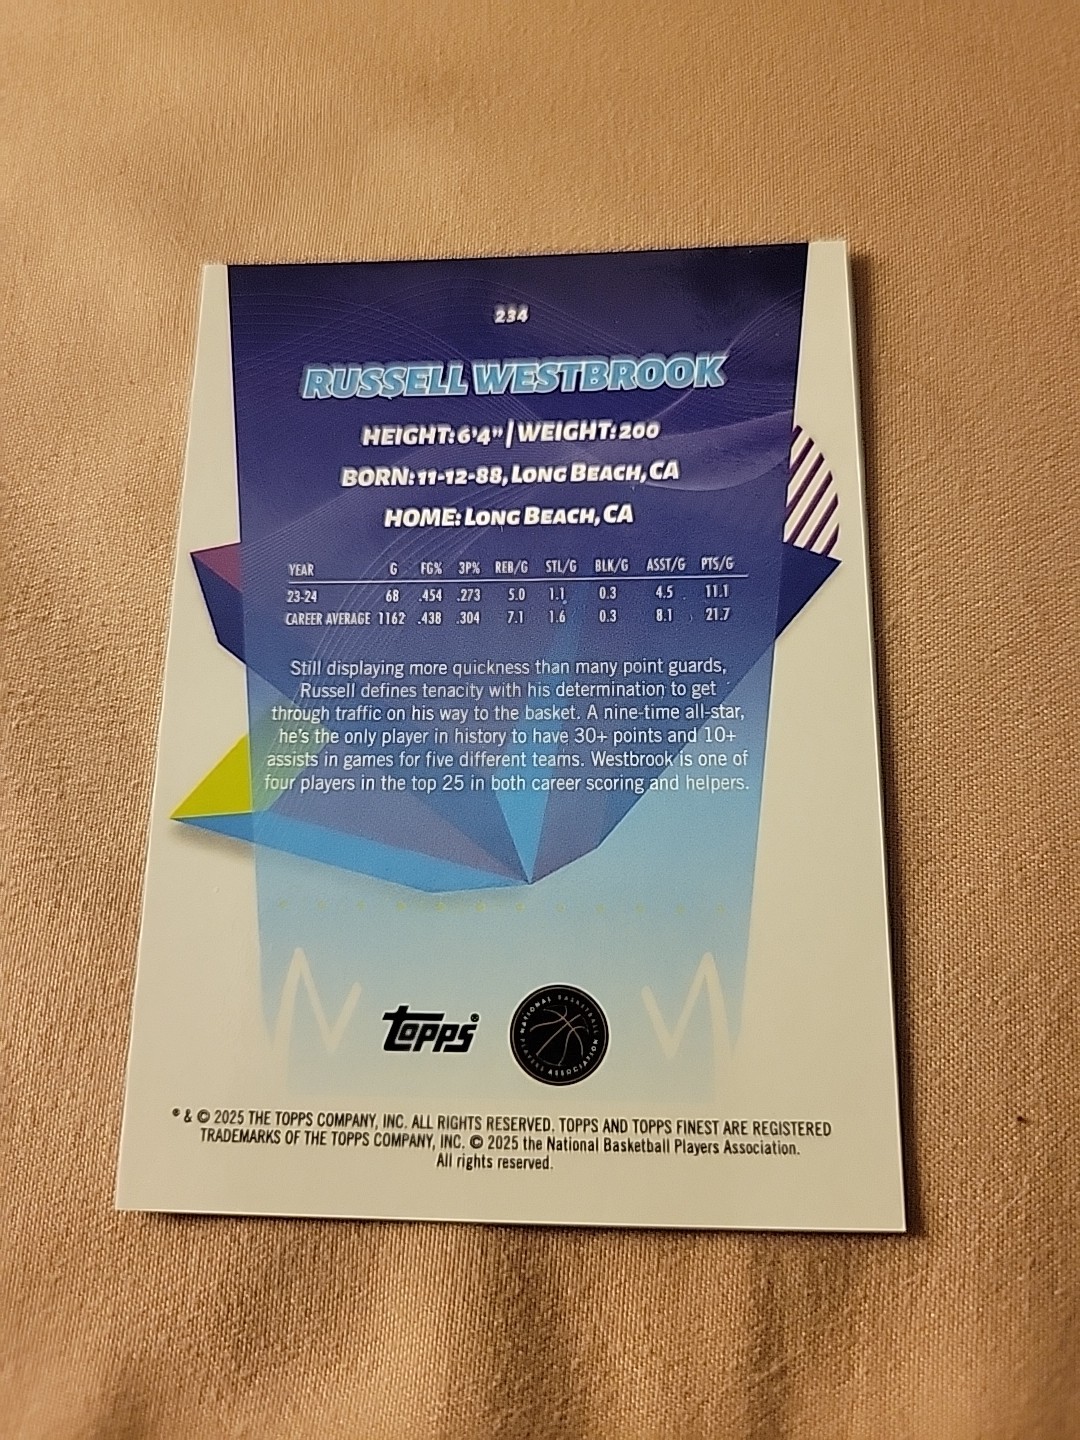 234
RUSSELL WESTBROOK
HEIGHT: 6'4" | WEIGHT: 200
BORN: 11-12-88, LONG BEACH, CA
HOME: LONG BEACH, CA
YEAR G FG% 3P% REB/G STL/G BLK/G ASST/G PTS/G
23-24 68 .454 .273 5.0 1.1 0.3 4.5 11.1
CAREER AVERAGE 1162 .438 .304 7.1 1.6 0.3 8.1 21.7
Still displaying more quickness than many point guards,
Russell defines tenacity with his determination to get
through traffic on his way to the basket. A nine-time all-star,
he's the only player in history to have 30+ points and 10+
assists in games for five different teams. Westbrook is one of
four players in the top 25 in both career scoring and helpers.
topps®
NATIONAL BASKETBALL
PLAYERS ASSOCIATION
® & © 2025 THE TOPPS COMPANY, INC. ALL RIGHTS RESERVED. TOPPS AND TOPPS FINEST ARE REGISTERED
TRADEMARKS OF THE TOPPS COMPANY, INC. © 2025 the National Basketball Players Association.
All rights reserved.